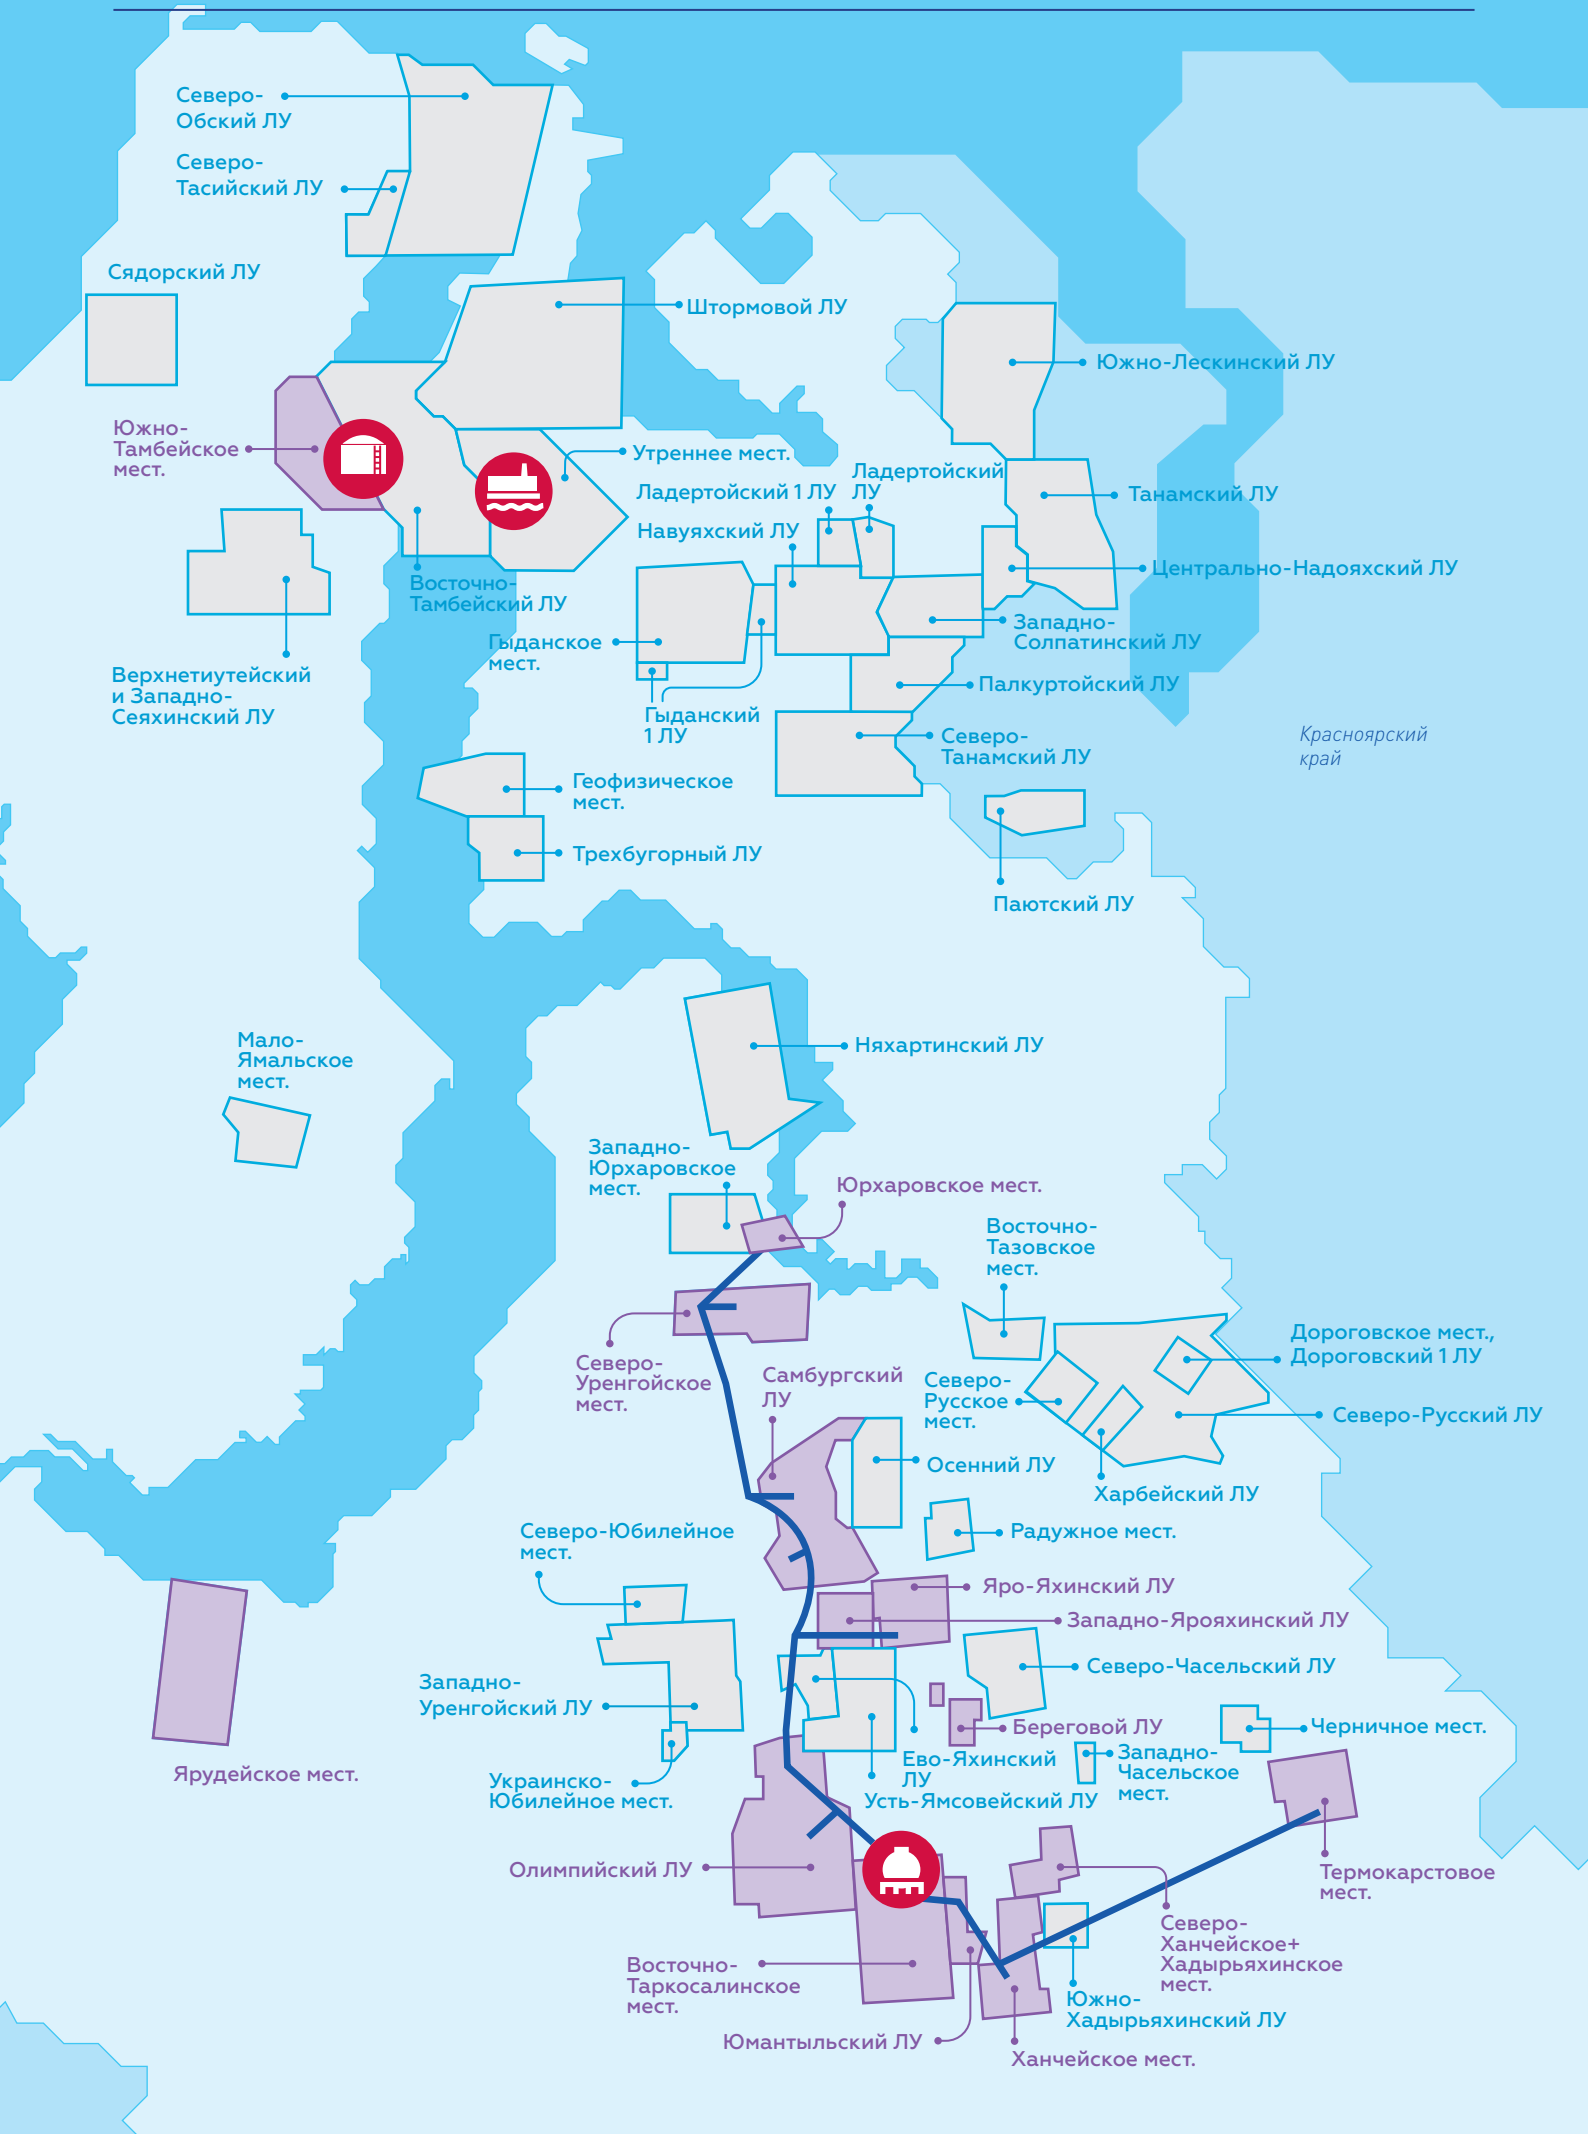 Северо-
Обский ЛУ
Северо-
Тасийский ЛУ
Сядорский ЛУ
Штормовой ЛУ
Южно-Лескинский ЛУ
Южно-
Тамбейское
мест.
Утреннее мест.
Ладертойский
ЛУ
Ладертойский 1 ЛУ
Танамский ЛУ
Навуяхский ЛУ
Центрально-Надояхский ЛУ
Восточно-
Тамбейский ЛУ
Западно-
Солпатинский ЛУ
Гыданское
мест.
Верхнетиутейский
и Западно-
Сеяхинский ЛУ
Палкуртойский ЛУ
Гыданский
1 ЛУ
Северо-
Танамский ЛУ
Красноярский
край
Геофизическое
мест.
Трехбугорный ЛУ
Паютский ЛУ
Мало-
Ямальское
мест.
Няхартинский ЛУ
Западно-
Юрхаровское
мест.
Юрхаровское мест.
Восточно-
Тазовское
мест.
Дороговское мест.,
Дороговский 1 ЛУ
Северо-
Уренгойское
мест.
Самбургский
ЛУ
Северо-
Русское
мест.
Северо-Русский ЛУ
Осенний ЛУ
Харбейский ЛУ
Северо-Юбилейное
мест.
Радужное мест.
Яро-Яхинский ЛУ
Западно-Ярояхинский ЛУ
Северо-Часельский ЛУ
Западно-
Уренгойский ЛУ
Береговой ЛУ
Черничное мест.
Ево-Яхинский
ЛУ
Западно-
Часельское
мест.
Ярудейское мест.
Украинско-
Юбилейное мест.
Усть-Ямсовейский ЛУ
Олимпийский ЛУ
Термокарстовое
мест.
Северо-
Ханчейское+
Хадырьяхинское
мест.
Восточно-
Таркосалинское
мест.
Южно-
Хадырьяхинский ЛУ
Юмантыльский ЛУ
Ханчейское мест.